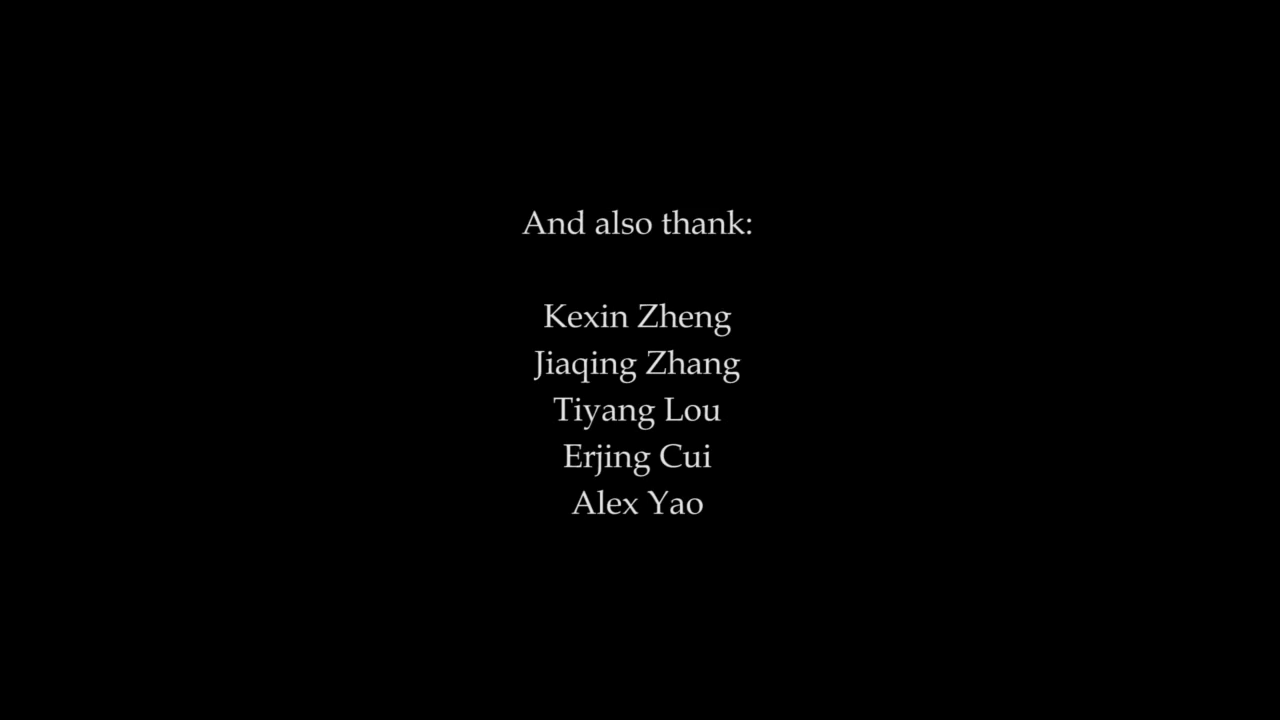 And also thank:
Kexin Zheng
Jiaqing Zhang
Tiyang Lou
Erjing Cui
Alex Yao